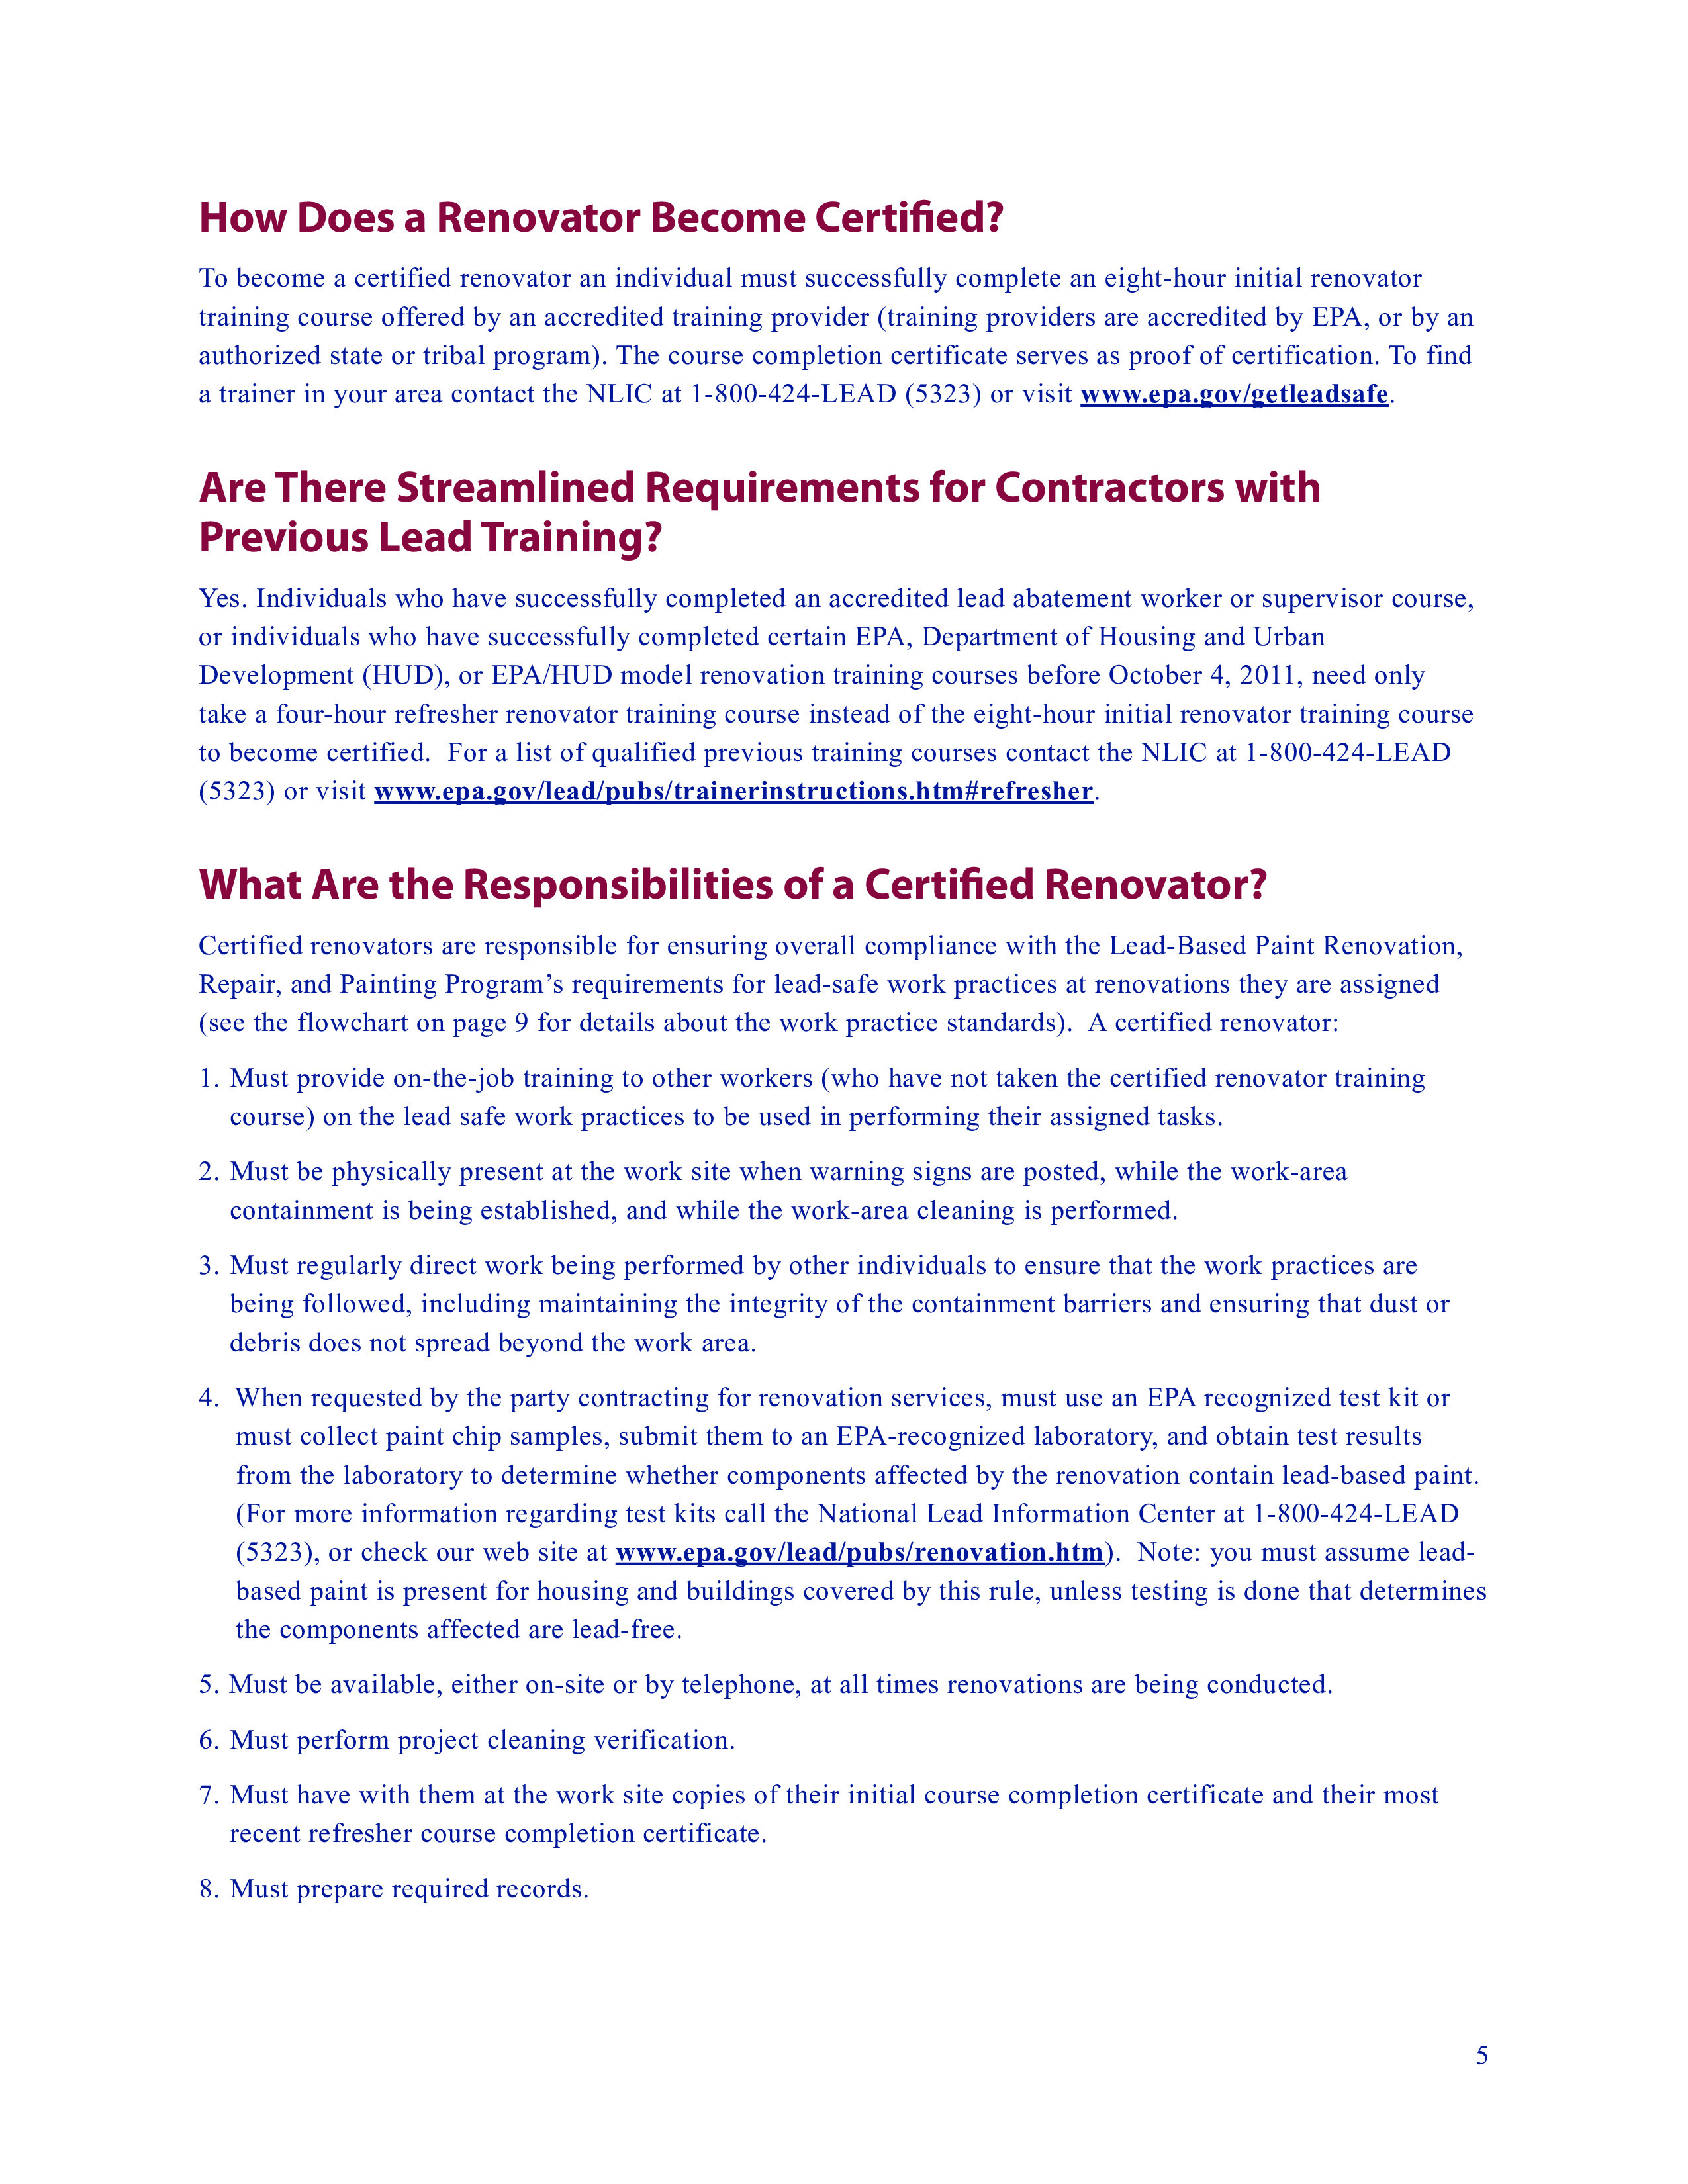 How Does a Renovator Become Certified?
To become a certified renovator an individual must successfully complete an eight-hour initial renovator
training course offered by an accredited training provider (training providers are accredited by EPA, or by an
authorized state or tribal program). The course completion certificate serves as proof of certification. To find
a trainer in your area contact the NLIC at 1-800-424-LEAD (5323) or visit www.epa.gov/getleadsafe.
Are There Streamlined Requirements for Contractors with
Previous Lead Training?
Yes. Individuals who have successfully completed an accredited lead abatement worker or supervisor course,
or individuals who have successfully completed certain EPA, Department of Housing and Urban
Development (HUD), or EPA/HUD model renovation training courses before October 4, 2011, need only
take a four-hour refresher renovator training course instead of the eight-hour initial renovator training course
to become certified.  For a list of qualified previous training courses contact the NLIC at 1-800-424-LEAD
(5323) or visit www.epa.gov/lead/pubs/trainerinstructions.htm#refresher.
What Are the Responsibilities of a Certified Renovator?
Certified renovators are responsible for ensuring overall compliance with the Lead-Based Paint Renovation,
Repair, and Painting Program’s requirements for lead-safe work practices at renovations they are assigned
(see the flowchart on page 9 for details about the work practice standards).  A certified renovator:
1. Must provide on-the-job training to other workers (who have not taken the certified renovator training
course) on the lead safe work practices to be used in performing their assigned tasks.
2. Must be physically present at the work site when warning signs are posted, while the work-area
containment is being established, and while the work-area cleaning is performed.
3. Must regularly direct work being performed by other individuals to ensure that the work practices are
being followed, including maintaining the integrity of the containment barriers and ensuring that dust or
debris does not spread beyond the work area.
4. When requested by the party contracting for renovation services, must use an EPA recognized test kit or
must collect paint chip samples, submit them to an EPA-recognized laboratory, and obtain test results
from the laboratory to determine whether components affected by the renovation contain lead-based paint.
(For more information regarding test kits call the National Lead Information Center at 1-800-424-LEAD
(5323), or check our web site at www.epa.gov/lead/pubs/renovation.htm).  Note: you must assume lead-
based paint is present for housing and buildings covered by this rule, unless testing is done that determines
the components affected are lead-free.
5. Must be available, either on-site or by telephone, at all times renovations are being conducted.
6. Must perform project cleaning verification.
7. Must have with them at the work site copies of their initial course completion certificate and their most
recent refresher course completion certificate.
8. Must prepare required records.
5